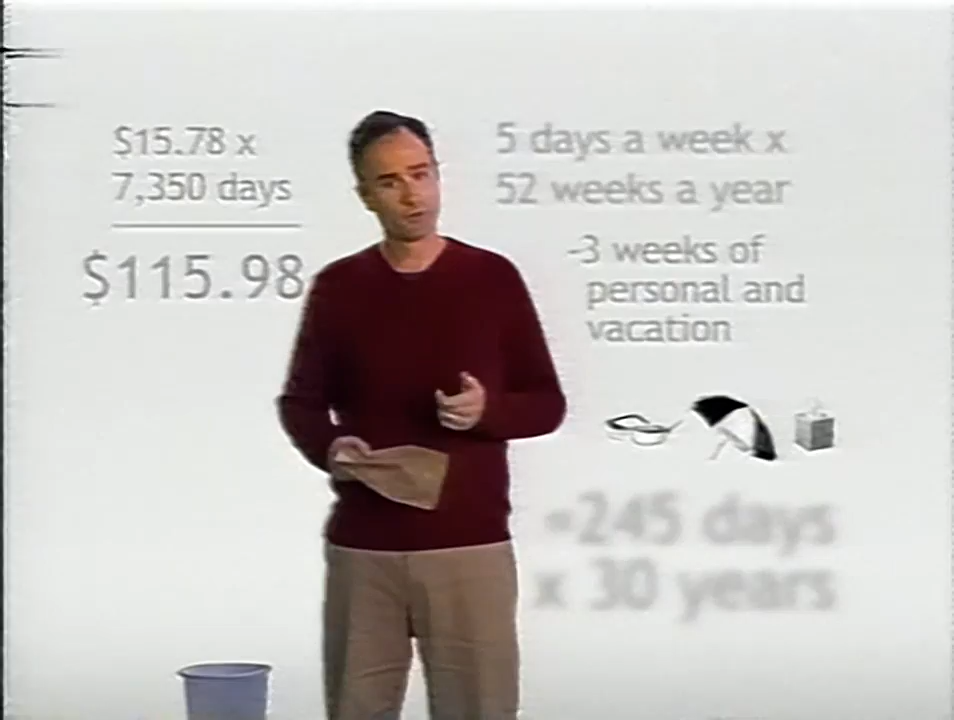 $15.78 x
7,350 days
$115.98
5 days a week x
52 weeks a year
-3 weeks of
personal and
vacation
=245 days
x 30 years